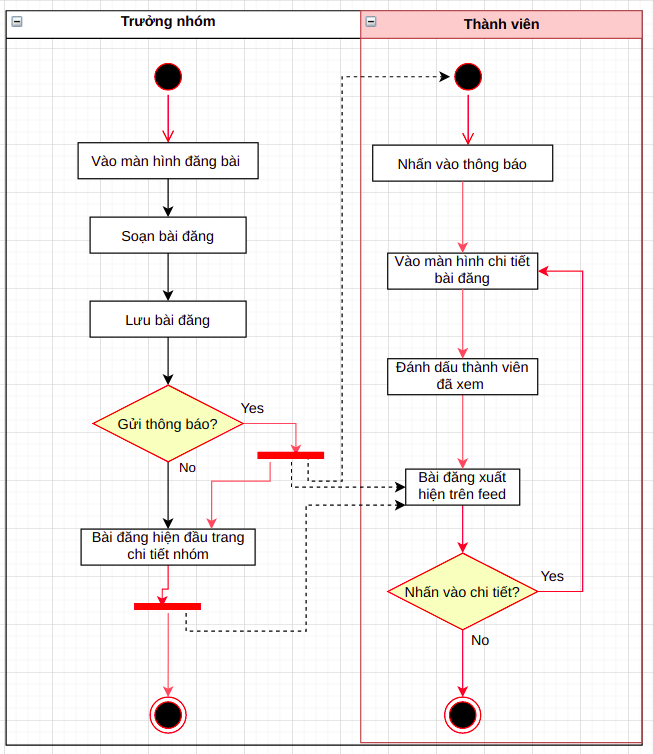 Trưởng nhóm
Thành viên
Vào màn hình đăng bài
Nhấn vào thông báo
Soạn bài đăng
Vào màn hình chi tiết
bài đăng
Lưu bài đăng
Đánh dấu thành viên
đã xem
Gửi thông báo?
Yes
No
Bài đăng xuất
hiện trên feed
Bài đăng hiện đầu trang
chi tiết nhóm
Nhấn vào chi tiết?
Yes
No